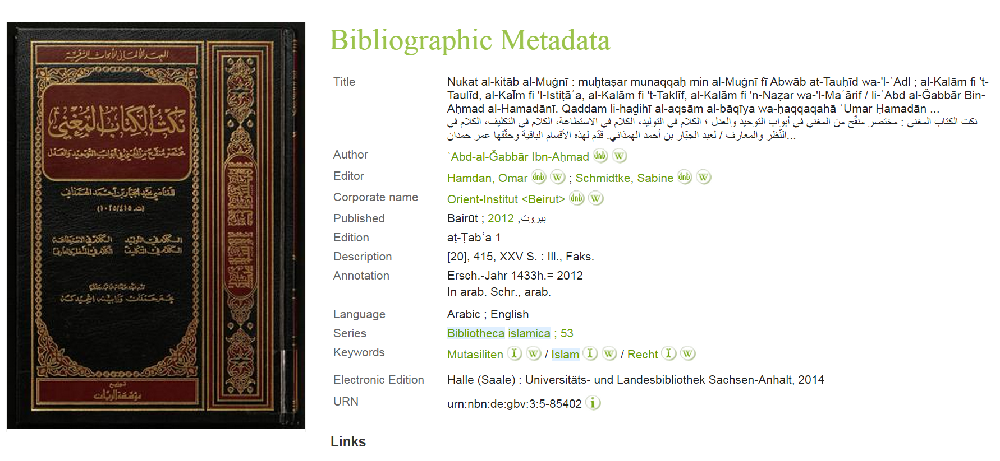 المعهد الألماني للأبحاث الشرقية
نكت الكتاب المغني
مختصر منقح من المغني في أبواب التوحيد والعدل
للقاضي عبد الجبار بن أحمد الهمذاني
(ت. ٤١٥/١٠٢٥)
الكلام في التوليد الكلام في الاستطاعة
الكلام في التكليف الكلام في النظر والمعارف
عمر حمدان وزابينه اشميدكه
توزيع
مؤسسة الريان
Bibliographic Metadata
Title
Nukat al-kitāb al-Muġnī : muḫtaṣar munaqqaḥ min al-Muġnī fī Abwāb at-Tauḥīd wa-'l-ʿAdl ; al-Kalām fi 't-
Taulīd, al-KaĪm fi 'l-Istiṭāʿa, al-Kalām fi 't-Taklīf, al-Kalām fi 'n-Naẓar wa-'l-Maʿārif / li-ʿAbd al-Ǧabbār Bin-
Aḥmad al-Hamadānī. Qaddam li-haḏihī al-aqsām al-bāqīya wa-ḥaqqaqahā ʿUmar Ḥamadān ...
نكت الكتاب المغني : مختصر منقّح من المغني في أبواب التوحيد والعدل ؛ الكلام في التوليد، الكلام في الاستطاعة، الكلام في التكليف، الكلام في
النّظر والمعارف / لعبد الجبّار بن أحمد الهمذاني. قدّم لهذه الأقسام الباقية وحقّقها عمر حمدان...
Author ʿAbd-al-Ǧabbār Ibn-Aḥmad dnb W
Editor Hamdan, Omar dnb W ; Schmidtke, Sabine dnb W
Corporate name Orient-Institut <Beirut> dnb W
Published Bairūt ; 2012 ,بيروت
Edition aṭ-Ṭabʿa 1
Description [20], 415, XXV S. : Ill., Faks.
Annotation Ersch.-Jahr 1433h.= 2012
In arab. Schr., arab.
Language Arabic ; English
Series Bibliotheca islamica ; 53
Keywords Mutasiliten I W / Islam I W / Recht I W
Electronic Edition Halle (Saale) : Universitäts- und Landesbibliothek Sachsen-Anhalt, 2014
URN urn:nbn:de:gbv:3:5-85402 i
Links